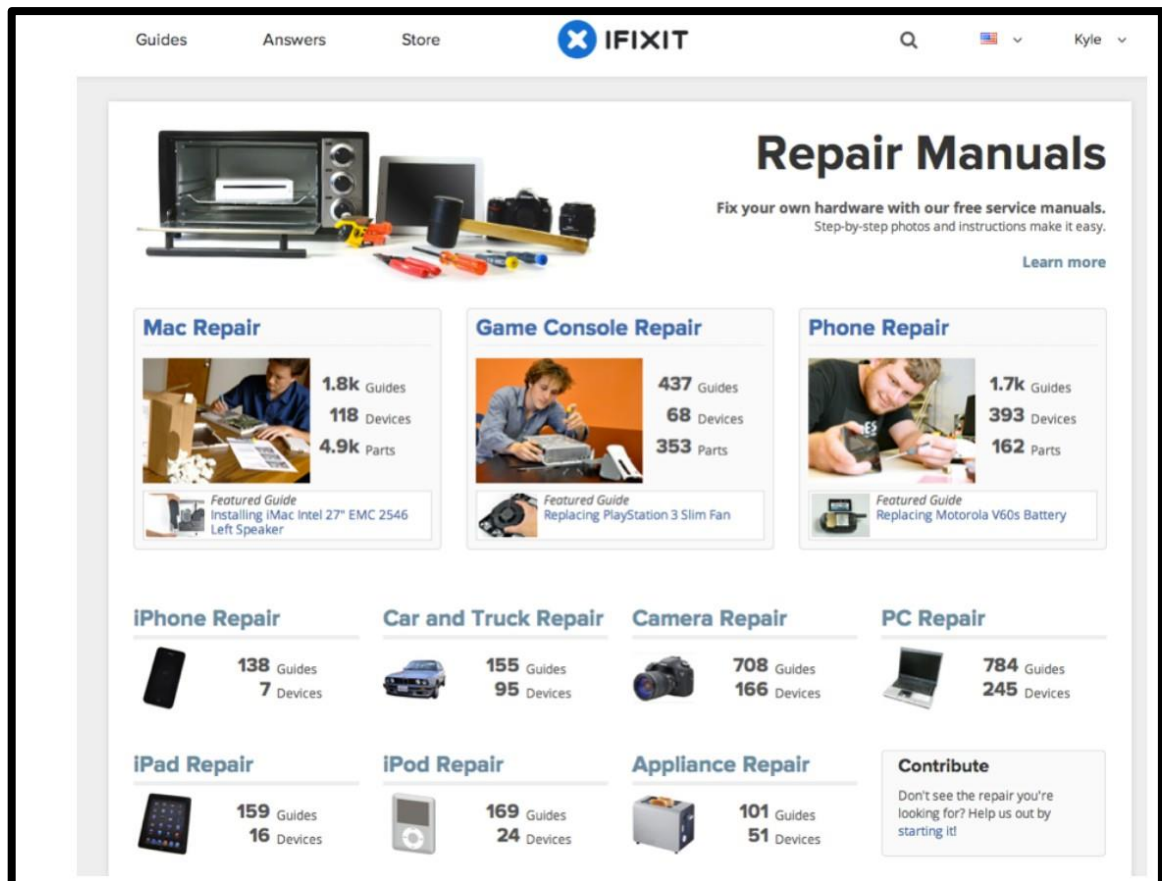 Guides Answers Store IFIXIT Kyle
Repair Manuals
Fix your own hardware with our free service manuals.
Step-by-step photos and instructions make it easy.
Learn more
Mac Repair
1.8k Guides
118 Devices
4.9k Parts
Featured Guide
Installing iMac Intel 27" EMC 2546
Left Speaker
Game Console Repair
437 Guides
68 Devices
353 Parts
Featured Guide
Replacing PlayStation 3 Slim Fan
Phone Repair
1.7k Guides
393 Devices
162 Parts
Featured Guide
Replacing Motorola V60s Battery
iPhone Repair
138 Guides
7 Devices
Car and Truck Repair
155 Guides
95 Devices
Camera Repair
708 Guides
166 Devices
PC Repair
784 Guides
245 Devices
iPad Repair
159 Guides
16 Devices
iPod Repair
169 Guides
24 Devices
Appliance Repair
101 Guides
51 Devices
Contribute
Don't see the repair you're
looking for? Help us out by
starting it!